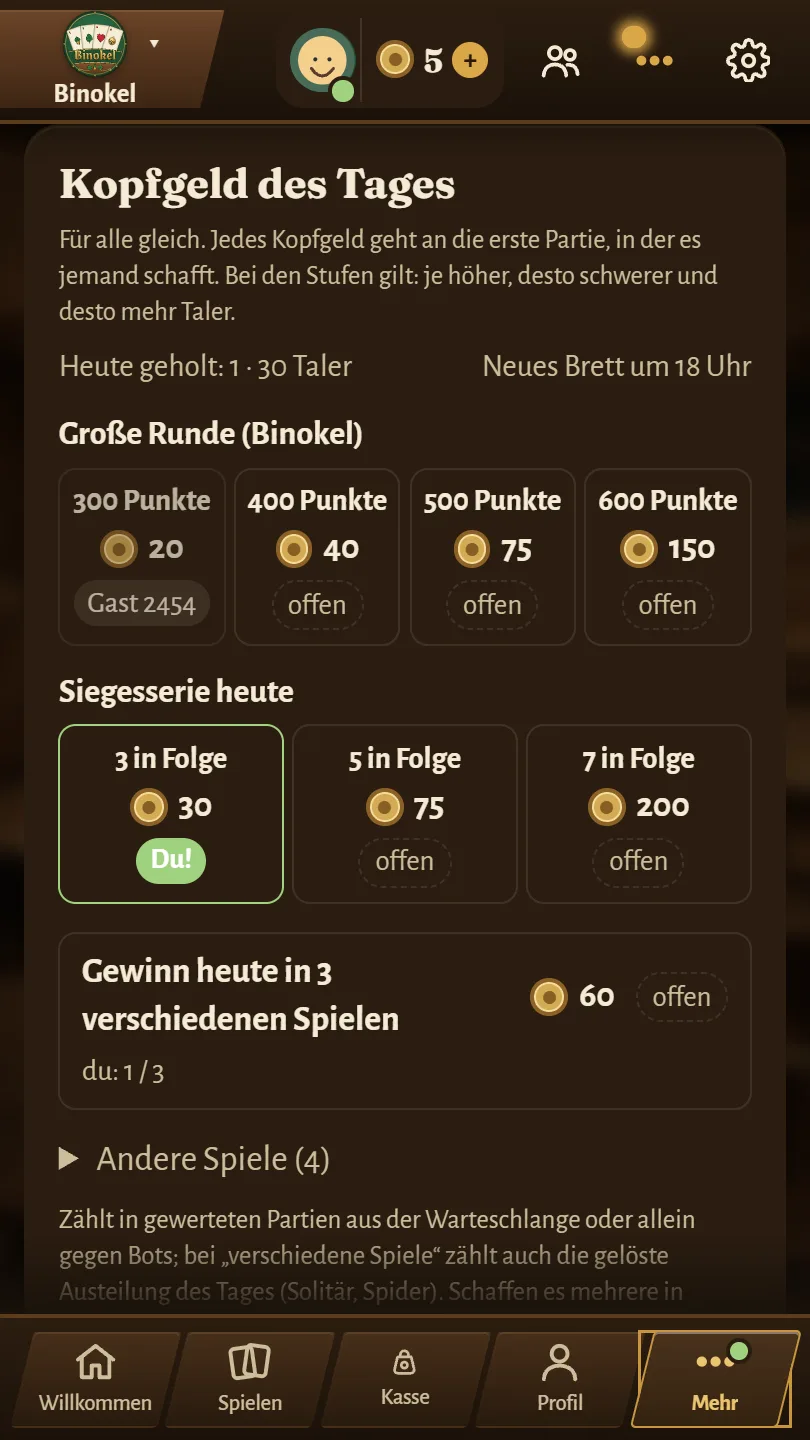 Binokel
Binokel
5 +
Kopfgeld des Tages
Für alle gleich. Jedes Kopfgeld geht an die erste Partie, in der es
jemand schafft. Bei den Stufen gilt: je höher, desto schwerer und
desto mehr Taler.
Heute geholt: 1 · 30 Taler Neues Brett um 18 Uhr
Große Runde (Binokel)
300 Punkte 400 Punkte 500 Punkte 600 Punkte
20 40 75 150
Gast 2454 offen offen offen
Siegesserie heute
3 in Folge 5 in Folge 7 in Folge
30 75 200
Du! offen offen
Gewinn heute in 3
verschiedenen Spielen
60 offen
du: 1 / 3
Andere Spiele (4)
Zählt in gewerteten Partien aus der Warteschlange oder allein
gegen Bots; bei „verschiedene Spiele“ zählt auch die gelöste
Austeilung des Tages (Solitär, Spider). Schaffen es mehrere in
Willkommen Spielen Kasse Profil Mehr